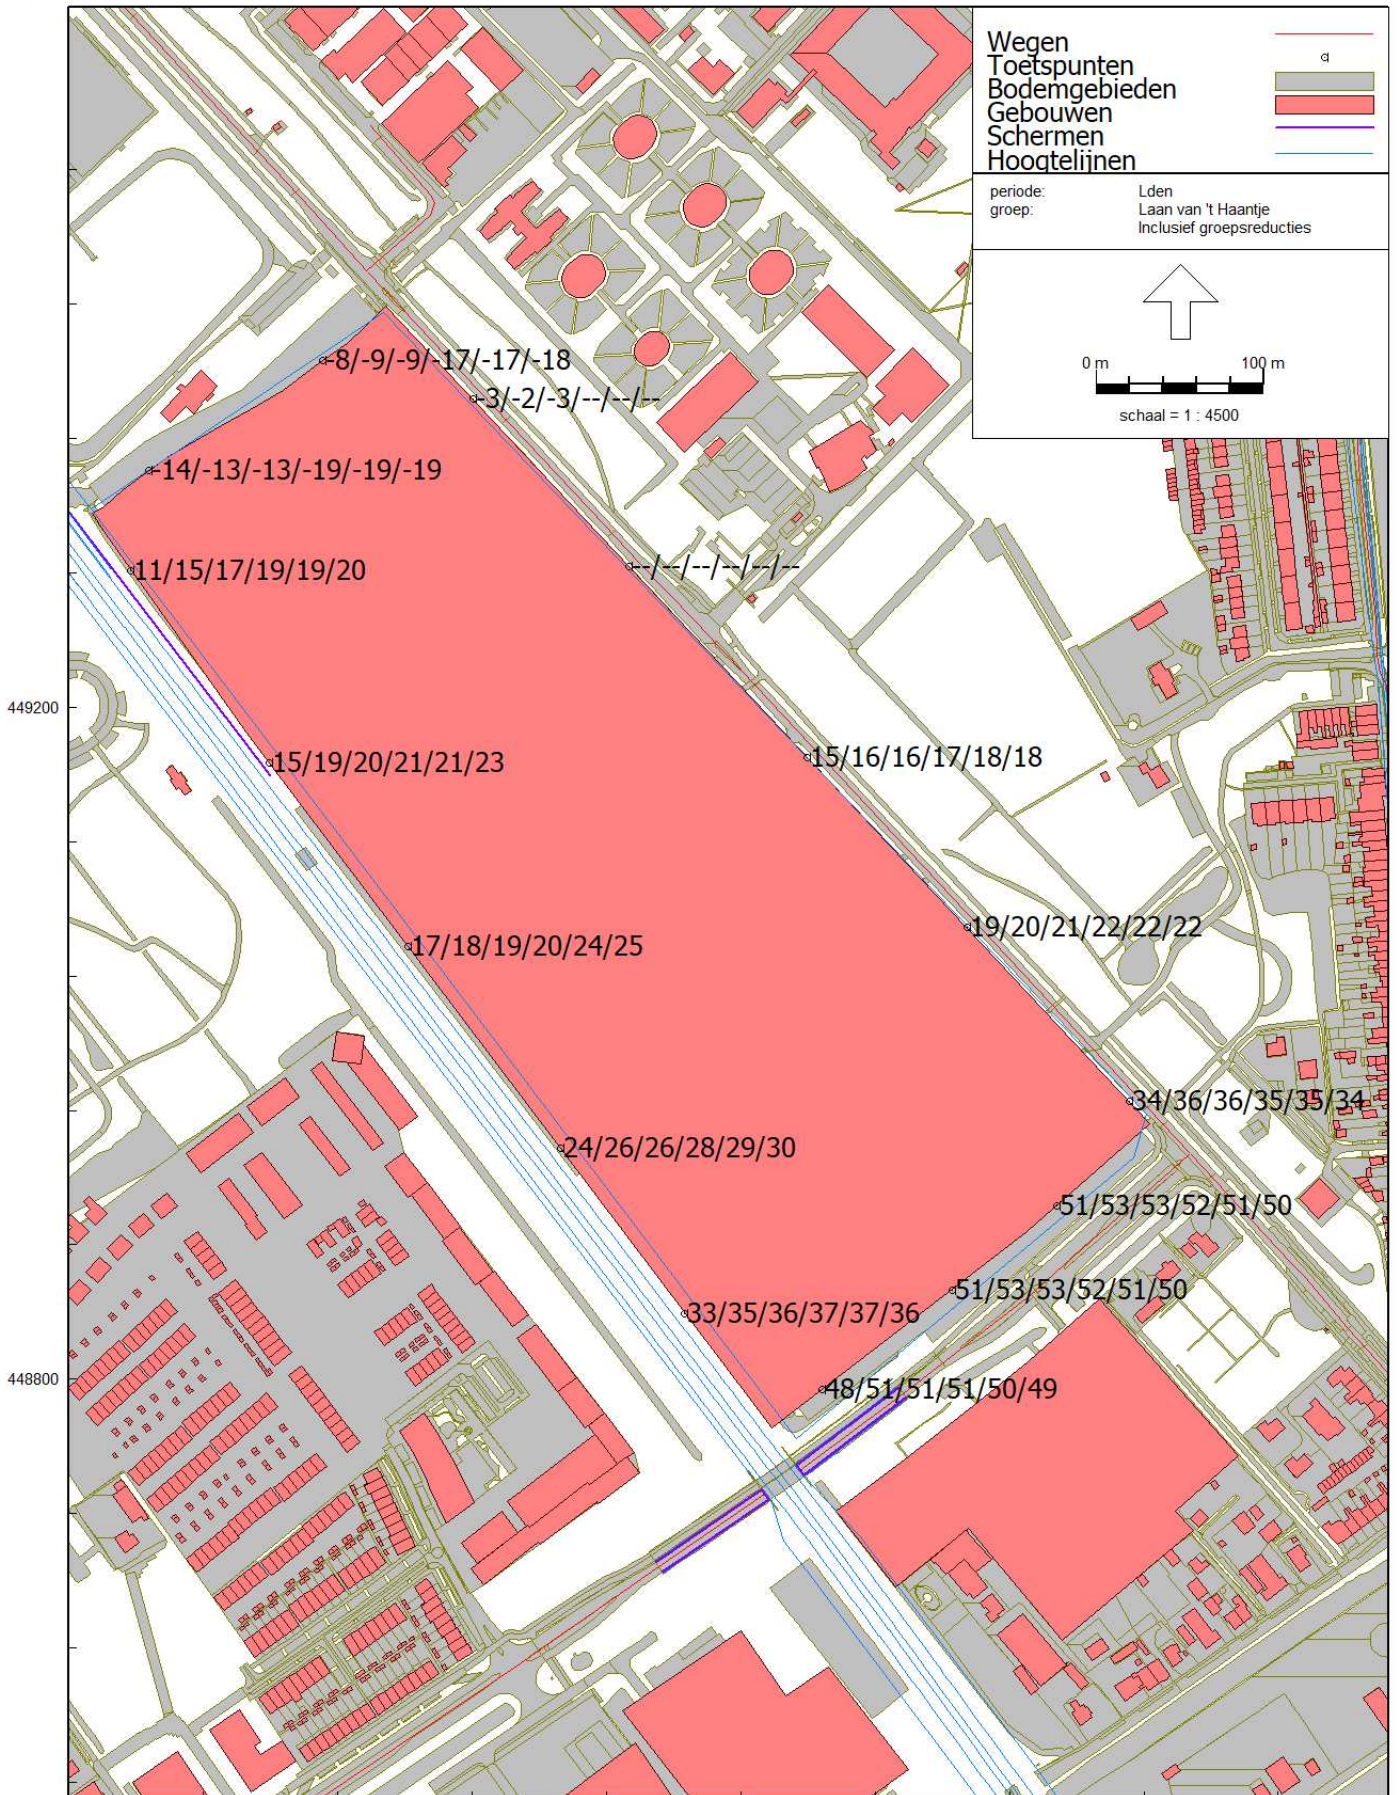 Wegen
Toetspunten
Bodemgebieden
Gebouwen
Schermen
Hoogtelijnen
periode: Lden
groep: Laan van 't Haantje
Inclusief groepsreducties
0 m 100 m
schaal = 1 : 4500
-8/-9/-9/-17/-17/-18
-3/-2/-3/--/--/--
-14/-13/-13/-19/-19/-19
11/15/17/19/19/20
--/--/--/--/--/--
449200
15/19/20/21/21/23
15/16/16/17/18/18
17/18/19/20/24/25
19/20/21/22/22/22
34/36/36/35/35/34
24/26/26/28/29/30
51/53/53/52/51/50
51/53/53/52/51/50
33/35/36/37/37/36
448800
48/51/51/51/50/49